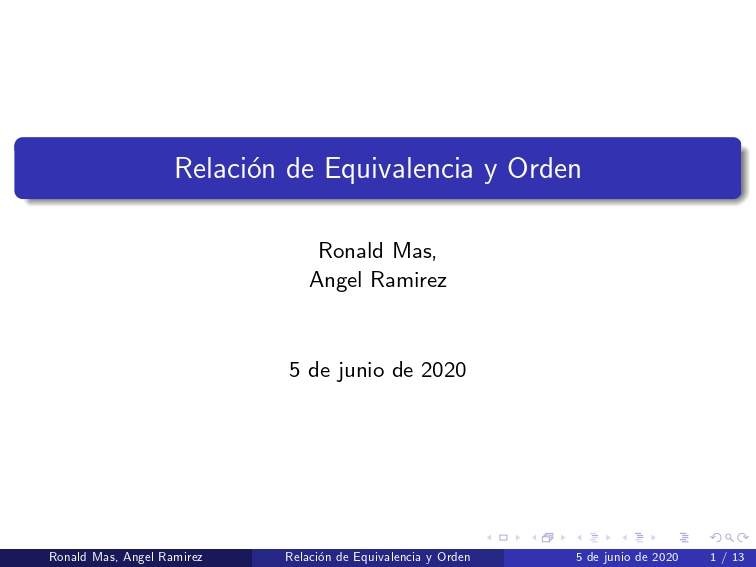 Relación de Equivalencia y Orden
Ronald Mas,
Angel Ramirez
5 de junio de 2020
Ronald Mas, Angel Ramirez
Relación de Equivalencia y Orden
5 de junio de 2020
1 / 13